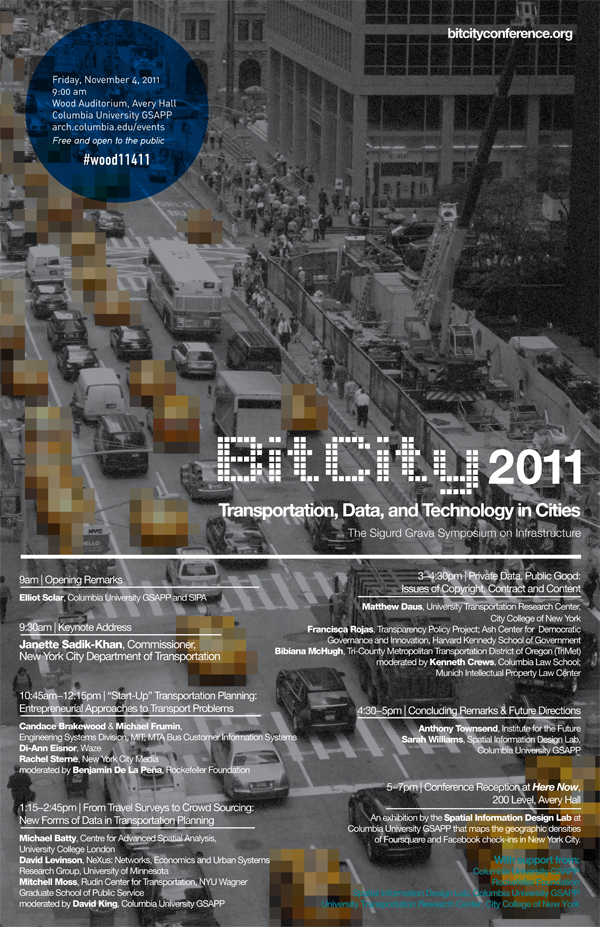 bitcityconference.org
Friday, November 4, 2011
9:00 am
Wood Auditorium, Avery Hall
Columbia University GSAPP
arch.columbia.edu/events
Free and open to the public
#wood11411
BitCity 2011
Transportation, Data, and Technology in Cities
The Sigurd Grava Symposium on Infrastructure
9am | Opening Remarks
Elliot Sclar, Columbia University GSAPP and SIPA
9:30am | Keynote Address
Janette Sadik-Khan, Commissioner,
New York City Department of Transportation
10:45am–12:15pm | “Start-Up” Transportation Planning:
Entrepreneurial Approaches to Transport Problems
Candace Brakewood & Michael Frumin,
Engineering Systems Division, MIT; MTA Bus Customer Information Systems
Di-Ann Eisnor, Waze
Rachel Sterne, New York City Media
moderated by Benjamin De La Peña, Rockefeller Foundation
1:15–2:45pm | From Travel Surveys to Crowd Sourcing:
New Forms of Data in Transportation Planning
Michael Batty, Centre for Advanced Spatial Analysis,
University College London
David Levinson, NeXus: Networks, Economics and Urban Systems
Research Group, University of Minnesota
Mitchell Moss, Rudin Center for Transportation, NYU Wagner
Graduate School of Public Service
moderated by David King, Columbia University GSAPP
3–4:30pm | Private Data, Public Good:
Issues of Copyright, Contract and Content
Matthew Daus, University Transportation Research Center,
City College of New York
Francisca Rojas, Transparency Policy Project; Ash Center for Democratic
Governance and Innovation, Harvard Kennedy School of Government
Bibiana McHugh, Tri-County Metropolitan Transportation District of Oregon (TriMet)
moderated by Kenneth Crews, Columbia Law School;
Munich Intellectual Property Law Center
4:30–5pm | Concluding Remarks & Future Directions
Anthony Townsend, Institute for the Future
Sarah Williams, Spatial Information Design Lab,
Columbia University GSAPP
5–7pm | Conference Reception at Here Now,
200 Level, Avery Hall
An exhibition by the Spatial Information Design Lab at
Columbia University GSAPP that maps the geographic densities
of Foursquare and Facebook check-ins in New York City.
With support from:
Columbia University GSAPP
Foundation
Information Design Lab, Columbia University GSAPP
University Transportation Research Center, City College of New York